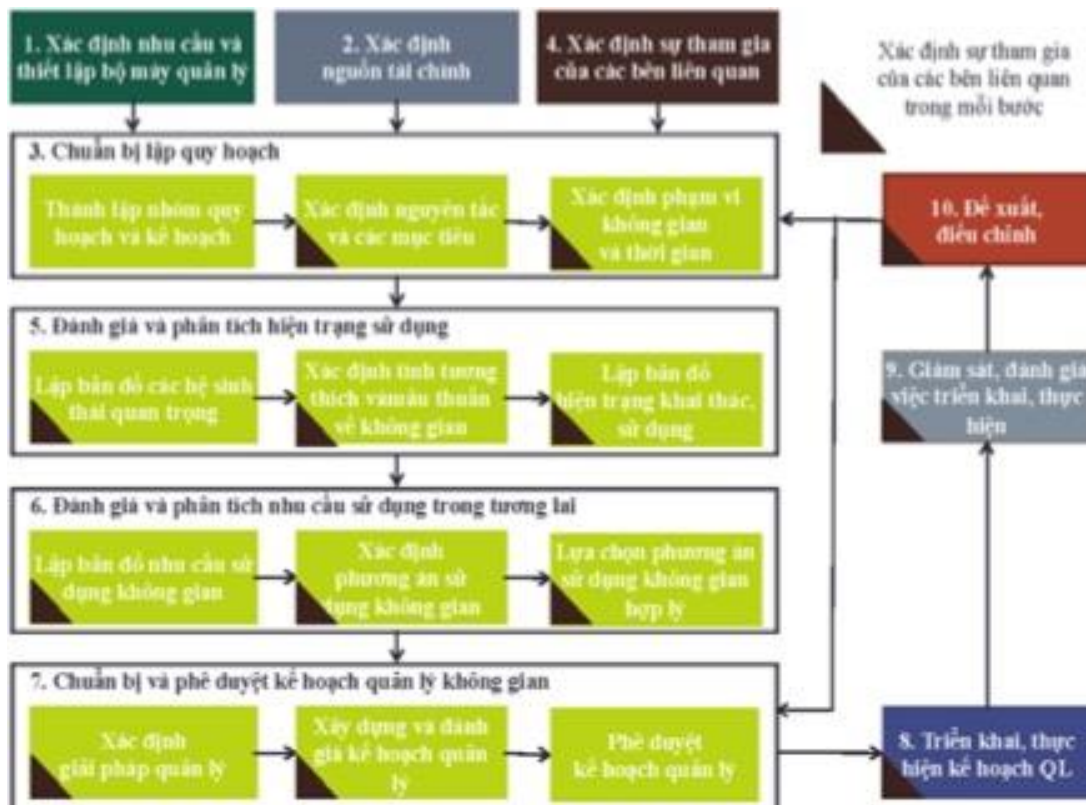 1. Xác định nhu cầu và
thiết lập bộ máy quản lý
2. Xác định
nguồn tài chính
4. Xác định sự tham gia
của các bên liên quan
Xác định sự tham gia
của các bên liên quan
trong mỗi bước
3. Chuẩn bị lập quy hoạch
Thành lập nhóm quy
hoạch và kế hoạch
Xác định nguyên tắc
và các mục tiêu
Xác định phạm vi
không gian
và thời gian
10. Đề xuất,
điều chỉnh
5. Đánh giá và phân tích hiện trạng sử dụng
Lập bản đồ các hệ sinh
thái quan trọng
Xác định tính tương
thích và mâu thuẫn
về không gian
Lập bản đồ
hiện trạng khai thác,
sử dụng
9. Giám sát, đánh giá
việc triển khai, thực
hiện
6. Đánh giá và phân tích nhu cầu sử dụng trong tương lai
Lập bản đồ nhu cầu sử
dụng không gian
Xác định
phương án sử
dụng không gian
Lựa chọn phương án
sử dụng không gian
hợp lý
7. Chuẩn bị và phê duyệt kế hoạch quản lý không gian
Xác định
giải pháp quản lý
Xây dựng và đánh
giá kế hoạch quản
lý
Phê duyệt
kế hoạch quản lý
8. Triển khai, thực
hiện kế hoạch QL